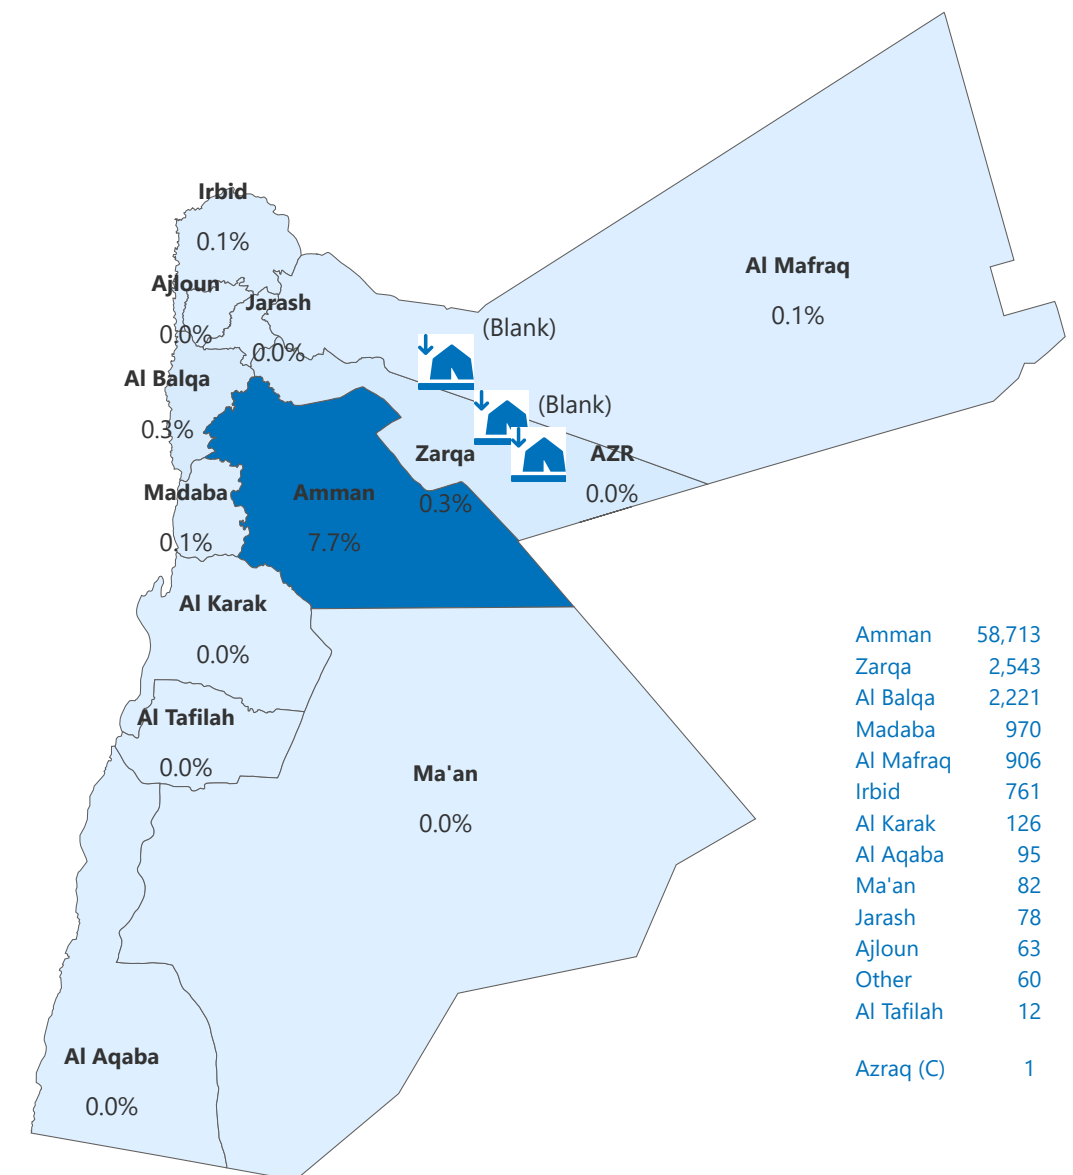 Irbid
0.1%
Al Mafraq
0.1%
Ajloun
0.0%
Jarash
0.0%
(Blank)
Al Balqa
0.3%
(Blank)
Zarqa
0.3%
AZR
0.0%
Madaba
0.1%
Amman
7.7%
Al Karak
0.0%
Al Tafilah
0.0%
Ma'an
0.0%
Al Aqaba
0.0%
Amman 58,713
Zarqa 2,543
Al Balqa 2,221
Madaba 970
Al Mafraq 906
Irbid 761
Al Karak 126
Al Aqaba 95
Ma'an 82
Jarash 78
Ajloun 63
Other 60
Al Tafilah 12
Azraq (C) 1